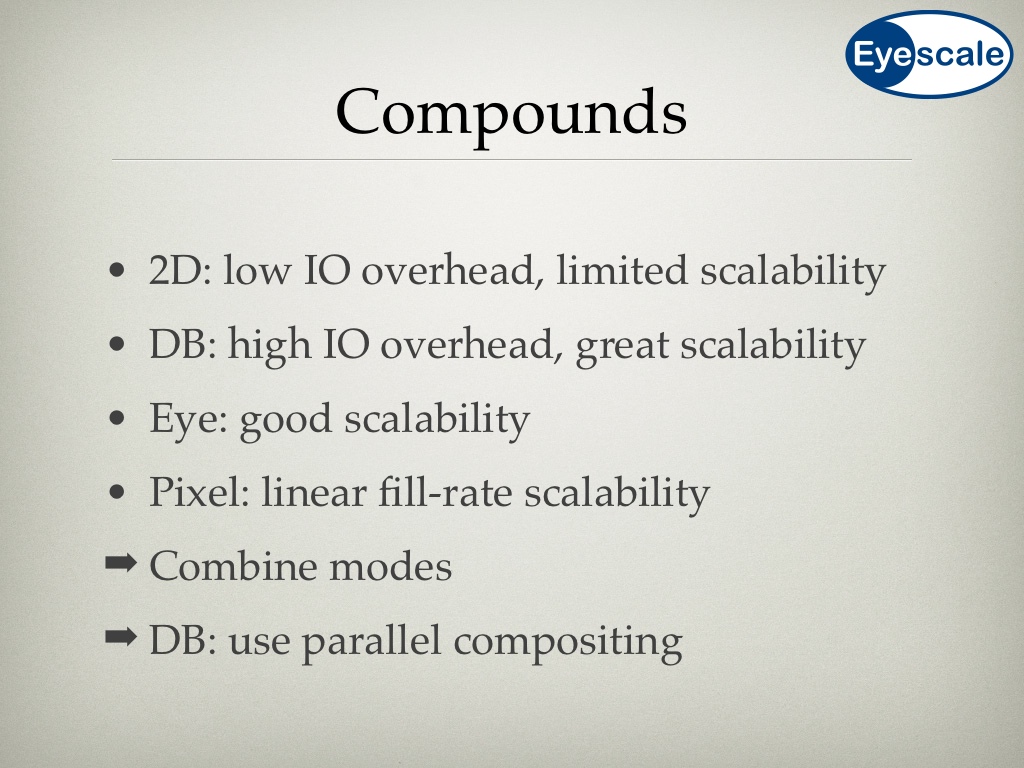 Eyescale
Compounds
• 2D: low IO overhead, limited scalability
• DB: high IO overhead, great scalability
• Eye: good scalability
• Pixel: linear fill-rate scalability
➡ Combine modes
➡ DB: use parallel compositing